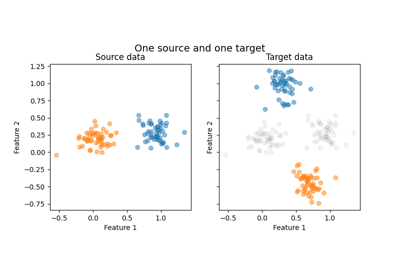 One source and one target
Source data
Target data
1.25
1.00
0.75
0.50
0.25
0.00
−0.25
−0.50
−0.75
Feature 2
Feature 2
−0.5
0.0
0.5
1.0
−0.5
0.0
0.5
1.0
Feature 1
Feature 1